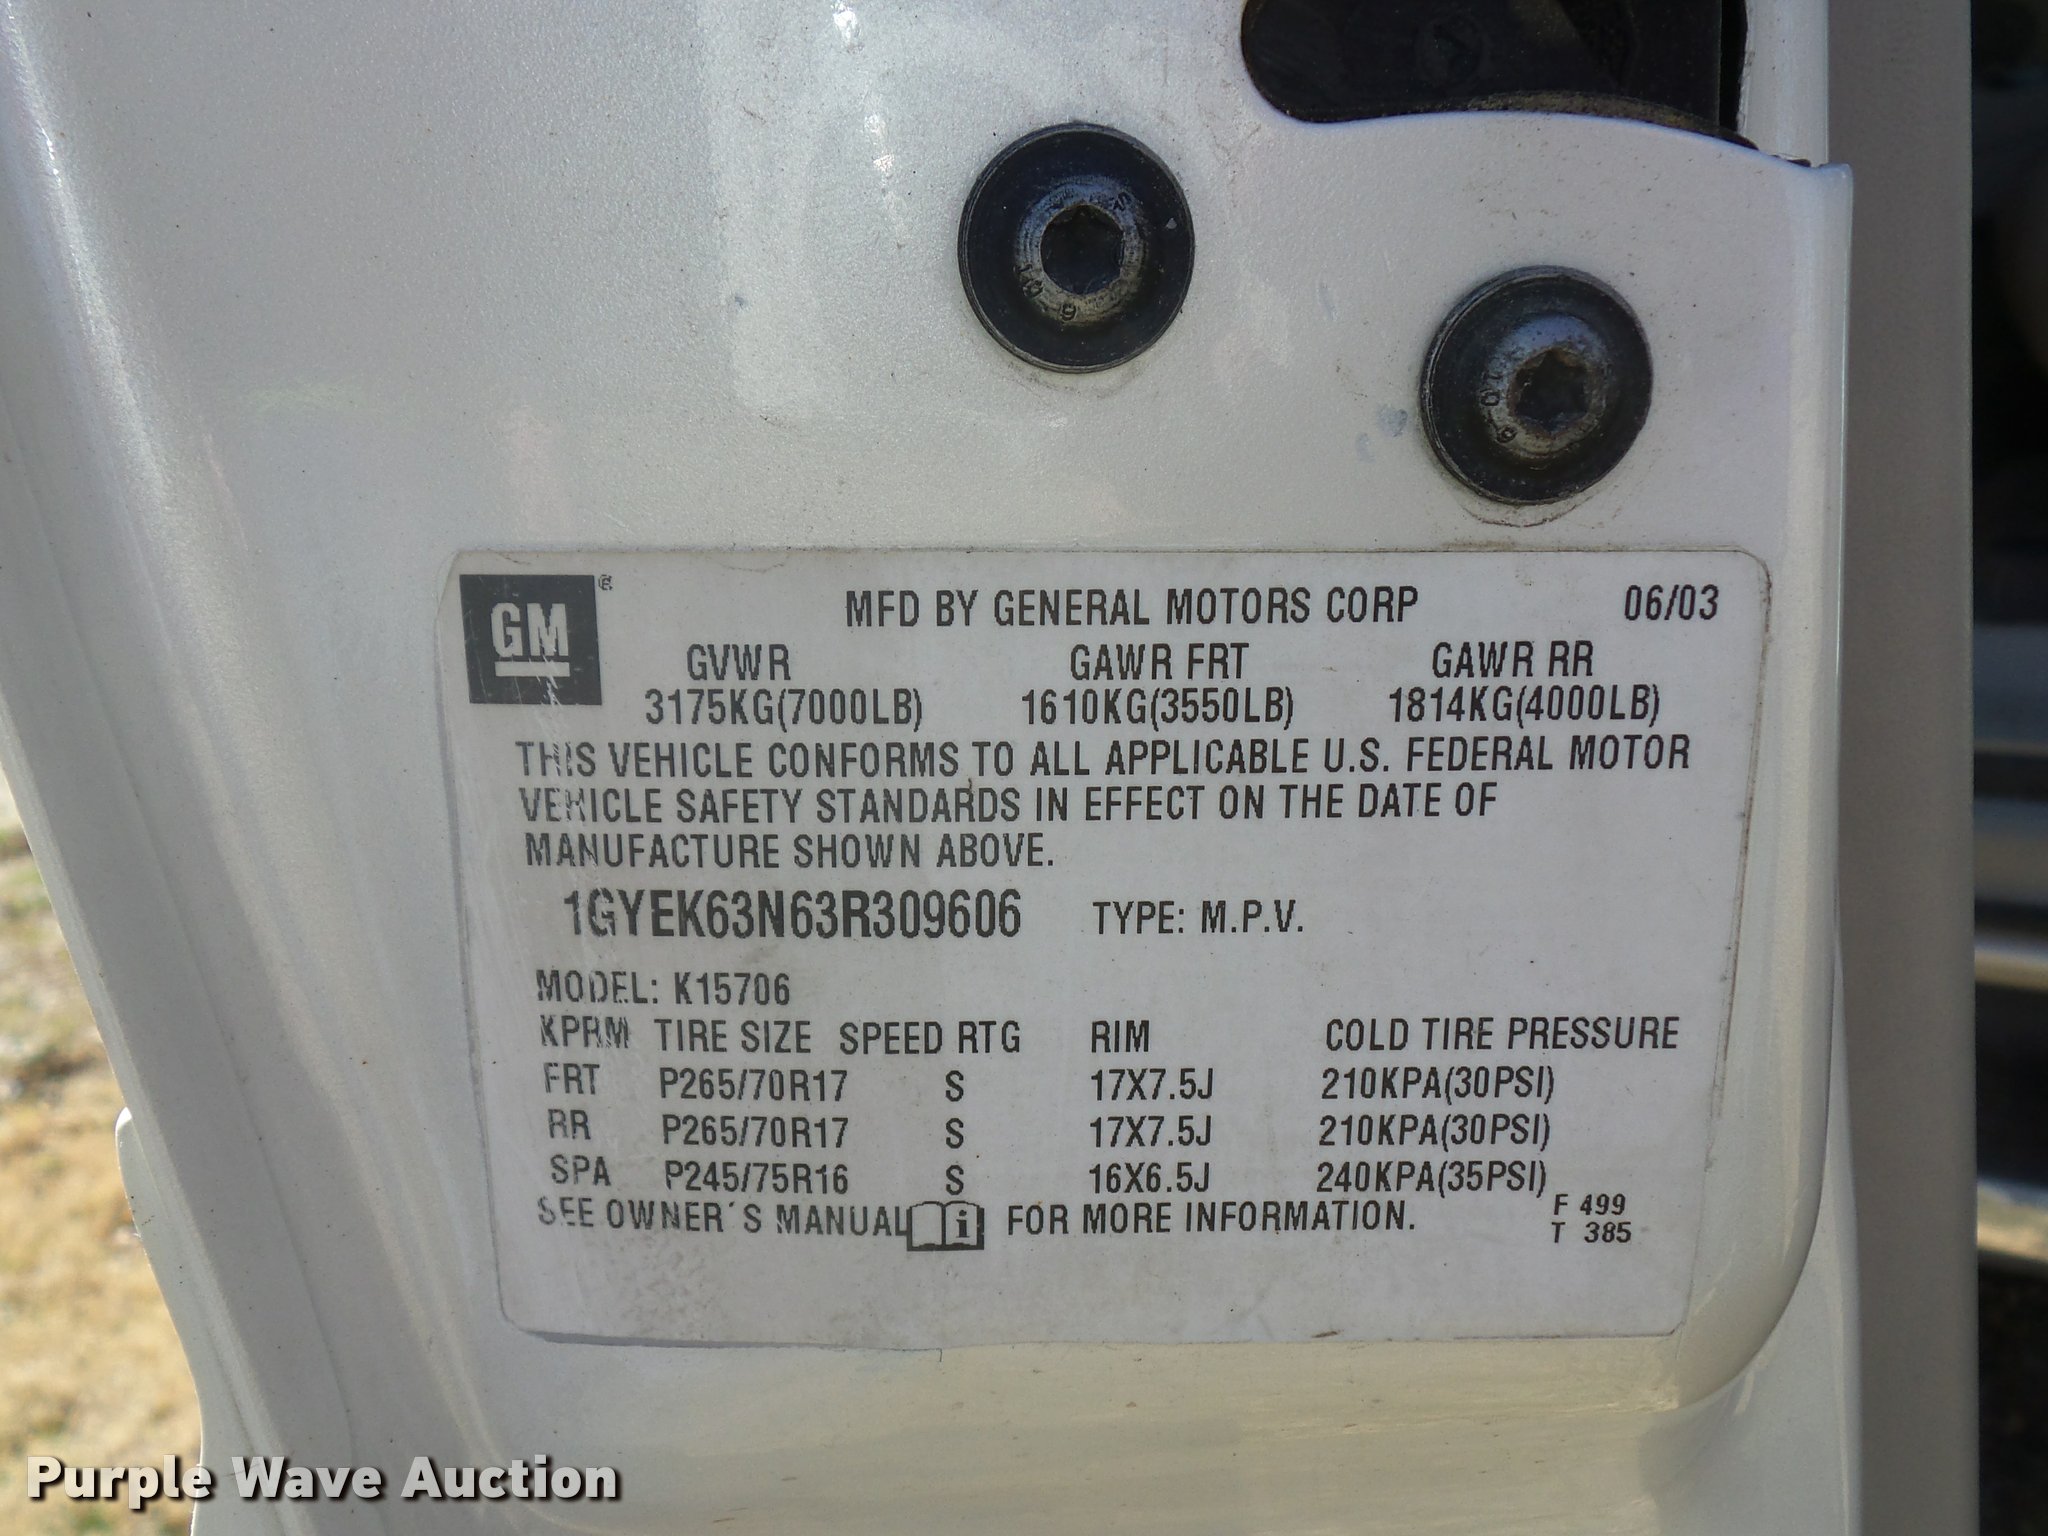 GM®
MFD BY GENERAL MOTORS CORP 06/03
GVWR GAWR FRT GAWR RR
3175KG(7000LB) 1610KG(3550LB) 1814KG(4000LB)
THIS VEHICLE CONFORMS TO ALL APPLICABLE U.S. FEDERAL MOTOR
VEHICLE SAFETY STANDARDS IN EFFECT ON THE DATE OF
MANUFACTURE SHOWN ABOVE.
1GYEK63N63R309606 TYPE: M.P.V.
MODEL: K15706
KPRM TIRE SIZE SPEED RTG RIM COLD TIRE PRESSURE
FRT P265/70R17 S 17X7.5J 210KPA(30PSI)
RR P265/70R17 S 17X7.5J 210KPA(30PSI)
SPA P245/75R16 S 16X6.5J 240KPA(35PSI)
SEE OWNER'S MANUAL i FOR MORE INFORMATION.
F 499
T 385
Purple Wave Auction